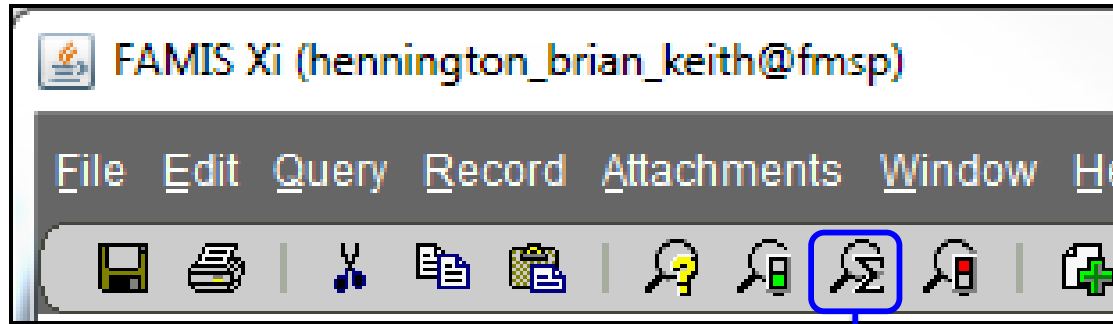 FAMIS Xi (hennington_brian_keith@fmsp)
File Edit Query Record Attachments Window